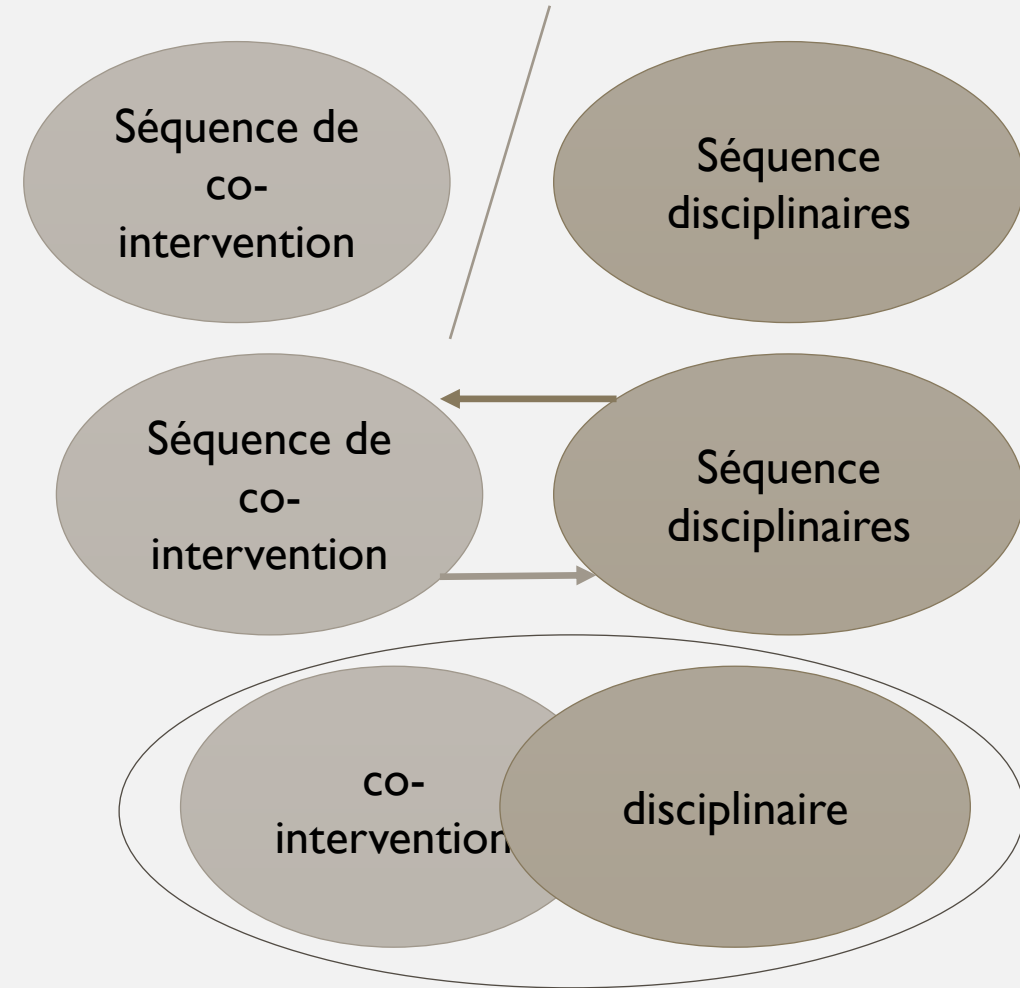 Séquence de
co-
intervention
Séquence
disciplinaires
Séquence de
co-
intervention
Séquence
disciplinaires
co-
intervention
disciplinaire